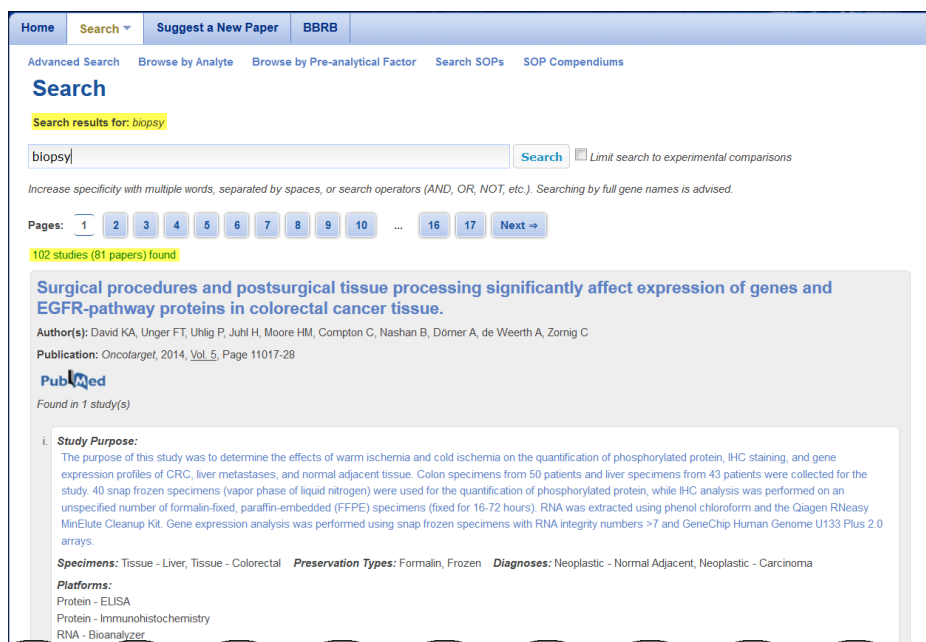 Home Search Suggest a New Paper BBRB
Advanced Search Browse by Analyte Browse by Pre-analytical Factor Search SOPs SOP Compendiums
Search
Search results for: biopsy
biopsy Search Limit search to experimental comparisons
Increase specificity with multiple words, separated by spaces, or search operators (AND, OR, NOT, etc.). Searching by full gene names is advised.
Pages: 1 2 3 4 5 6 7 8 9 10 ... 16 17 Next ⇒
102 studies (81 papers) found
Surgical procedures and postsurgical tissue processing significantly affect expression of genes and
EGFR-pathway proteins in colorectal cancer tissue.
Author(s): David KA, Unger FT, Uhlig P, Juhl H, Moore HM, Compton C, Nashan B, Dörner A, de Weerth A, Zornig C
Publication: Oncotarget, 2014, Vol. 5, Page 11017-28
PubMed
Found in 1 study(s)
i. Study Purpose:
The purpose of this study was to determine the effects of warm ischemia and cold ischemia on the quantification of phosphorylated protein, IHC staining, and gene
expression profiles of CRC, liver metastases, and normal adjacent tissue. Colon specimens from 50 patients and liver specimens from 43 patients were collected for the
study. 40 snap frozen specimens (vapor phase of liquid nitrogen) were used for the quantification of phosphorylated protein, while IHC analysis was performed on an
unspecified number of formalin-fixed, paraffin-embedded (FFPE) specimens (fixed for 16-72 hours). RNA was extracted using phenol chloroform and the Qiagen RNeasy
MinElute Cleanup Kit. Gene expression analysis was performed using snap frozen specimens with RNA integrity numbers >7 and GeneChip Human Genome U133 Plus 2.0
arrays.
Specimens: Tissue - Liver, Tissue - Colorectal Preservation Types: Formalin, Frozen Diagnoses: Neoplastic - Normal Adjacent, Neoplastic - Carcinoma
Platforms:
Protein - ELISA
Protein - Immunohistochemistry
RNA - Bioanalyzer